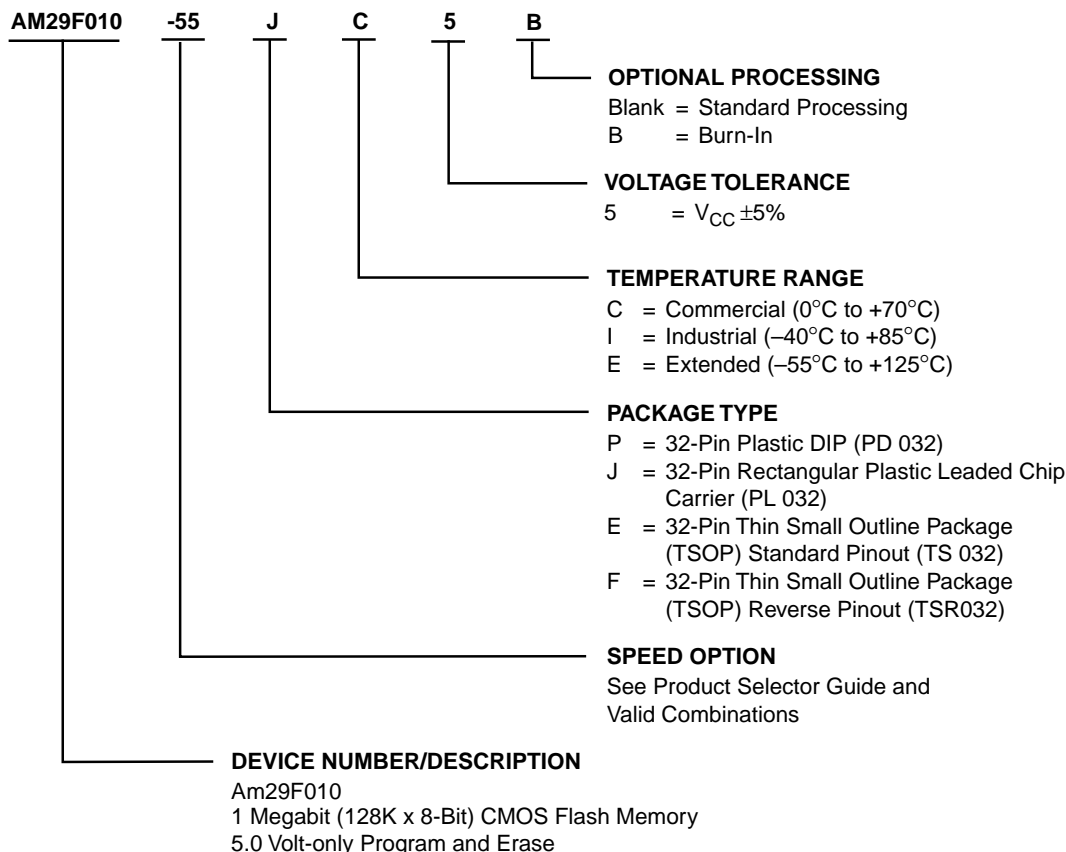 AM29F010 -55 J C 5 B
OPTIONAL PROCESSING
Blank = Standard Processing
B = Burn-In
VOLTAGE TOLERANCE
5 = VCC ±5%
TEMPERATURE RANGE
C = Commercial (0°C to +70°C)
I = Industrial (–40°C to +85°C)
E = Extended (–55°C to +125°C)
PACKAGE TYPE
P = 32-Pin Plastic DIP (PD 032)
J = 32-Pin Rectangular Plastic Leaded Chip
Carrier (PL 032)
E = 32-Pin Thin Small Outline Package
(TSOP) Standard Pinout (TS 032)
F = 32-Pin Thin Small Outline Package
(TSOP) Reverse Pinout (TSR032)
SPEED OPTION
See Product Selector Guide and
Valid Combinations
DEVICE NUMBER/DESCRIPTION
Am29F010
1 Megabit (128K x 8-Bit) CMOS Flash Memory
5.0 Volt-only Program and Erase